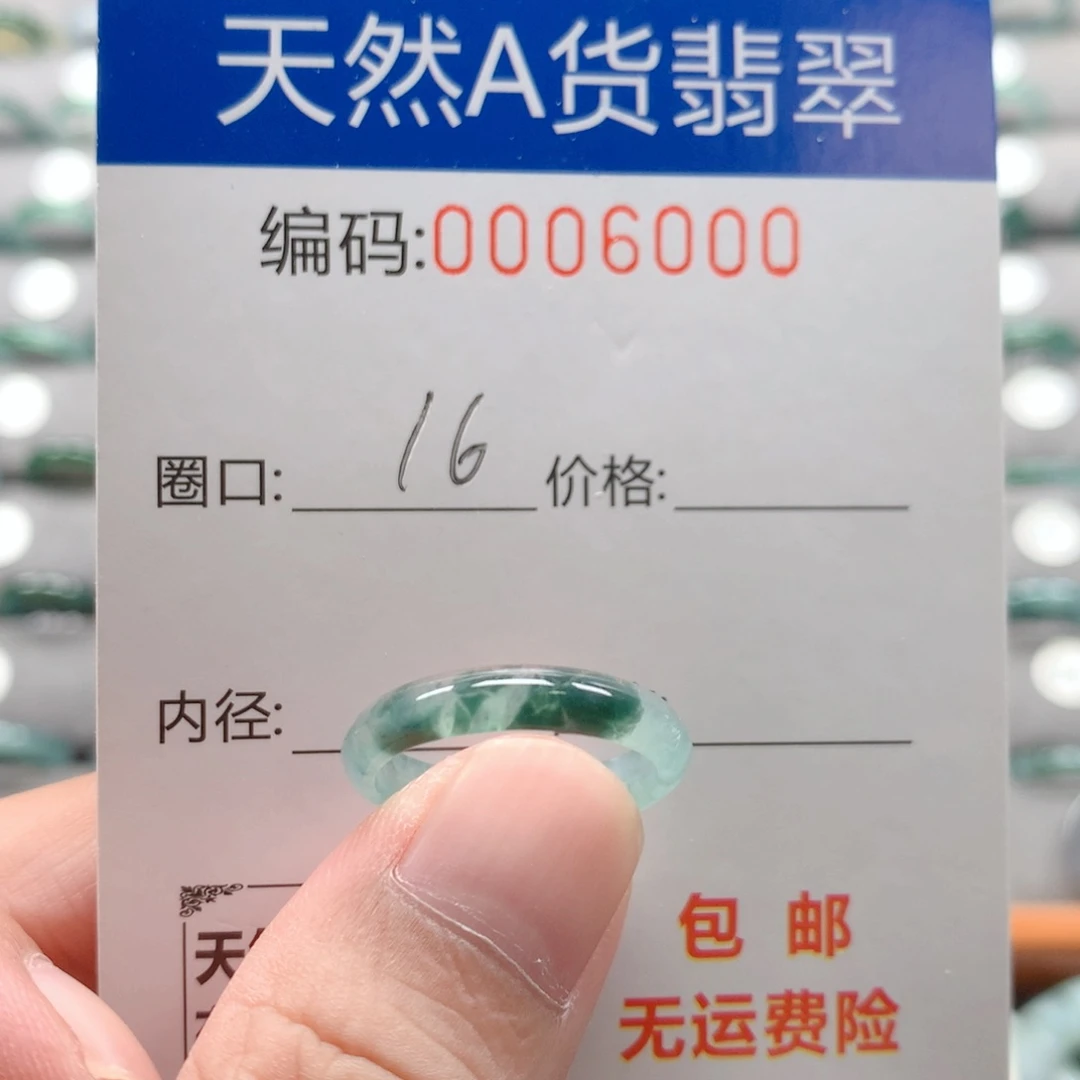 天然A货翡翠
编码:0006000
圈口: 16 价格:
内径:
天
包 邮
无运费险